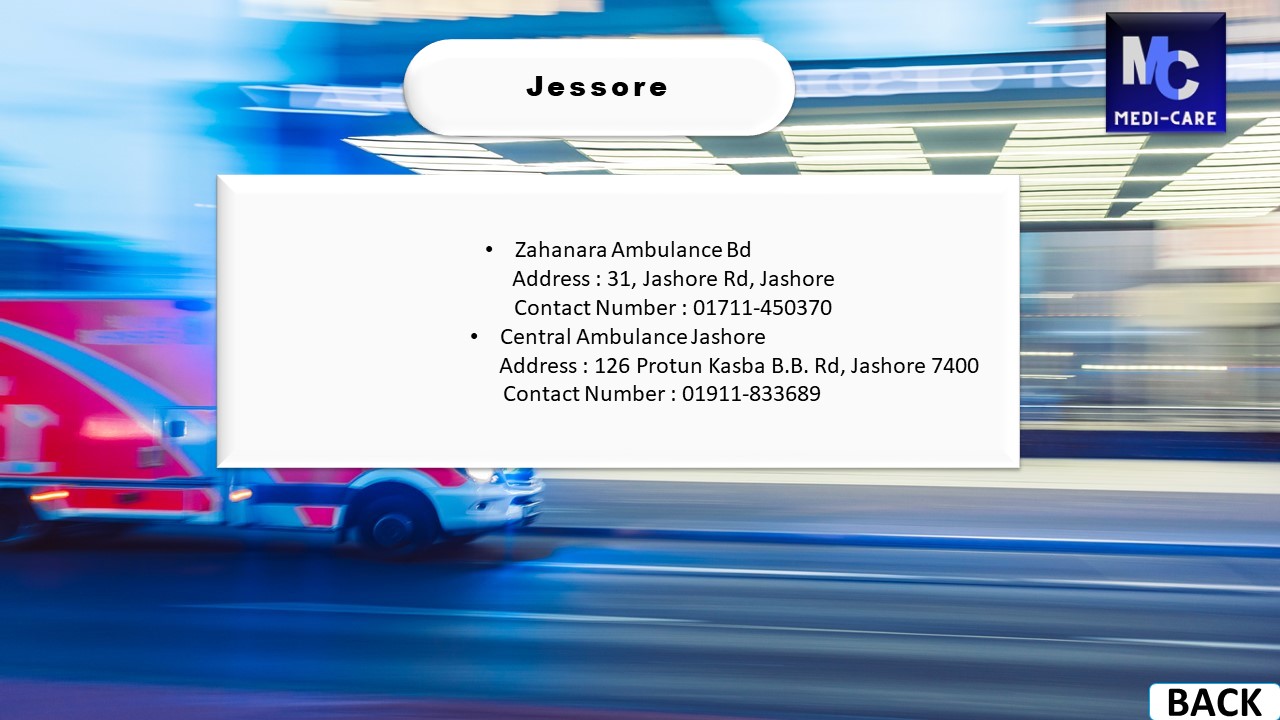 Jessore
MC
MEDI-CARE
• Zahanara Ambulance Bd
Address : 31, Jashore Rd, Jashore
Contact Number : 01711-450370
• Central Ambulance Jashore
Address : 126 Protun Kasba B.B. Rd, Jashore 7400
Contact Number : 01911-833689
BACK